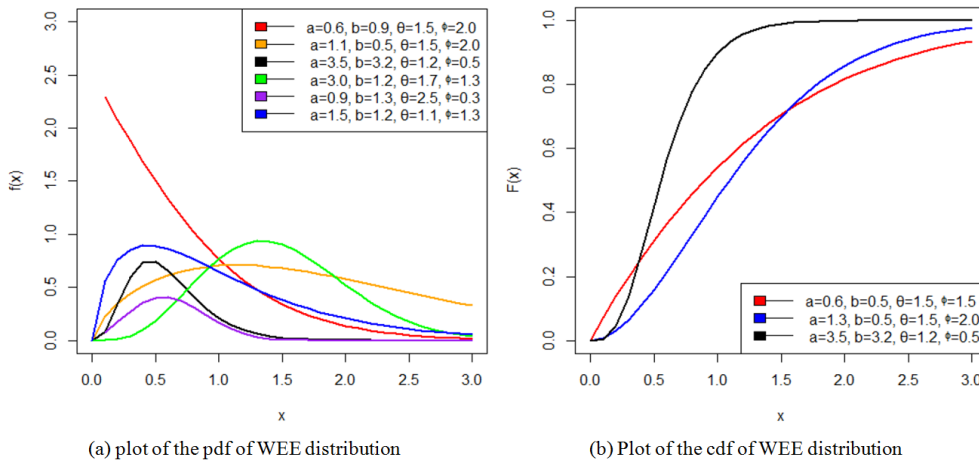 3.0
2.5
2.0
1.5
1.0
0.5
0.0
f(x)
a=0.6, b=0.9, θ=1.5, ϕ=2.0
a=1.1, b=0.5, θ=1.5, ϕ=2.0
a=3.5, b=3.2, θ=1.2, ϕ=0.5
a=3.0, b=1.2, θ=1.7, ϕ=1.3
a=0.9, b=1.3, θ=2.5, ϕ=0.3
a=1.5, b=1.2, θ=1.1, ϕ=1.3
0.0 0.5 1.0 1.5 2.0 2.5 3.0
x
(a) plot of the pdf of WEE distribution
1.0
0.8
0.6
0.4
0.2
0.0
F(x)
a=0.6, b=0.5, θ=1.5, ϕ=1.5
a=1.3, b=0.5, θ=1.5, ϕ=2.0
a=3.5, b=3.2, θ=1.2, ϕ=0.5
0.0 0.5 1.0 1.5 2.0 2.5 3.0
x
(b) Plot of the cdf of WEE distribution